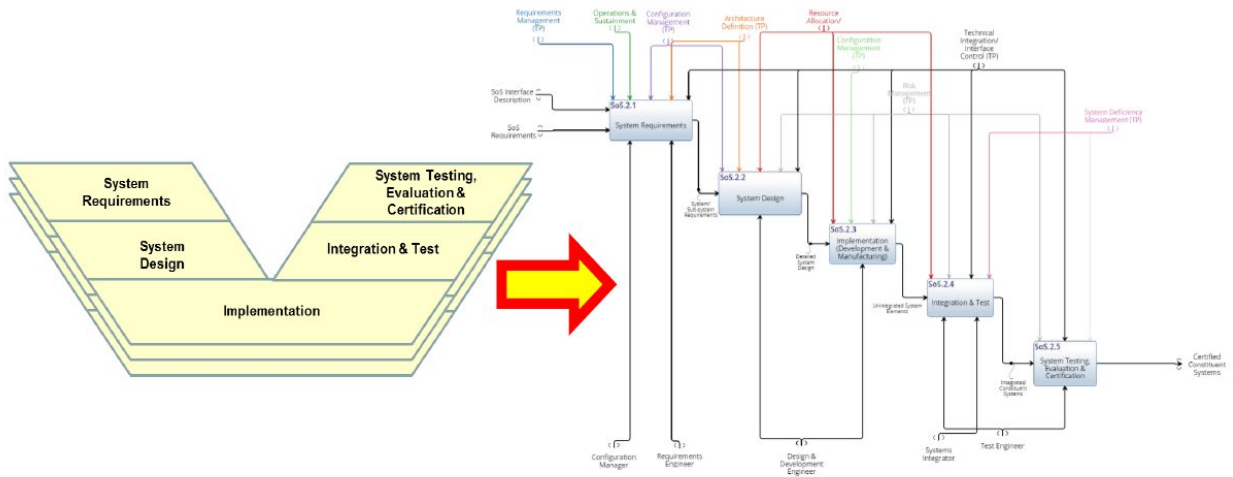 System
Requirements
System Testing,
Evaluation &
Certification
System
Design
Integration & Test
Implementation
Requirements
Management
(TP)
Operations &
Sustainment
Configuration
Management
(TP)
Architecture
Definition (TP)
Resource
Allocation/
Configuration
Management
(TP)
Technical
Integration/
Interface
Control (TP)
Risk
Management
(TP)
System Deficiency
Management (TP)
SoS Interface
Description
SoS
Requirements
SoS.2.1
System Requirements
System/
Sub-system
Requirements
SoS.2.2
System Design
Detailed
System
Design
SoS.2.3
Implementation
(Development &
Manufacturing)
Unintegrated System
Elements
SoS.2.4
Integration & Test
Integrated
Constituent
Systems
SoS.2.5
System Testing,
Evaluation &
Certification
Certified
Constituent
Systems
Configuration
Manager
Requirements
Engineer
Design &
Development
Engineer
Systems
Integrator
Test Engineer